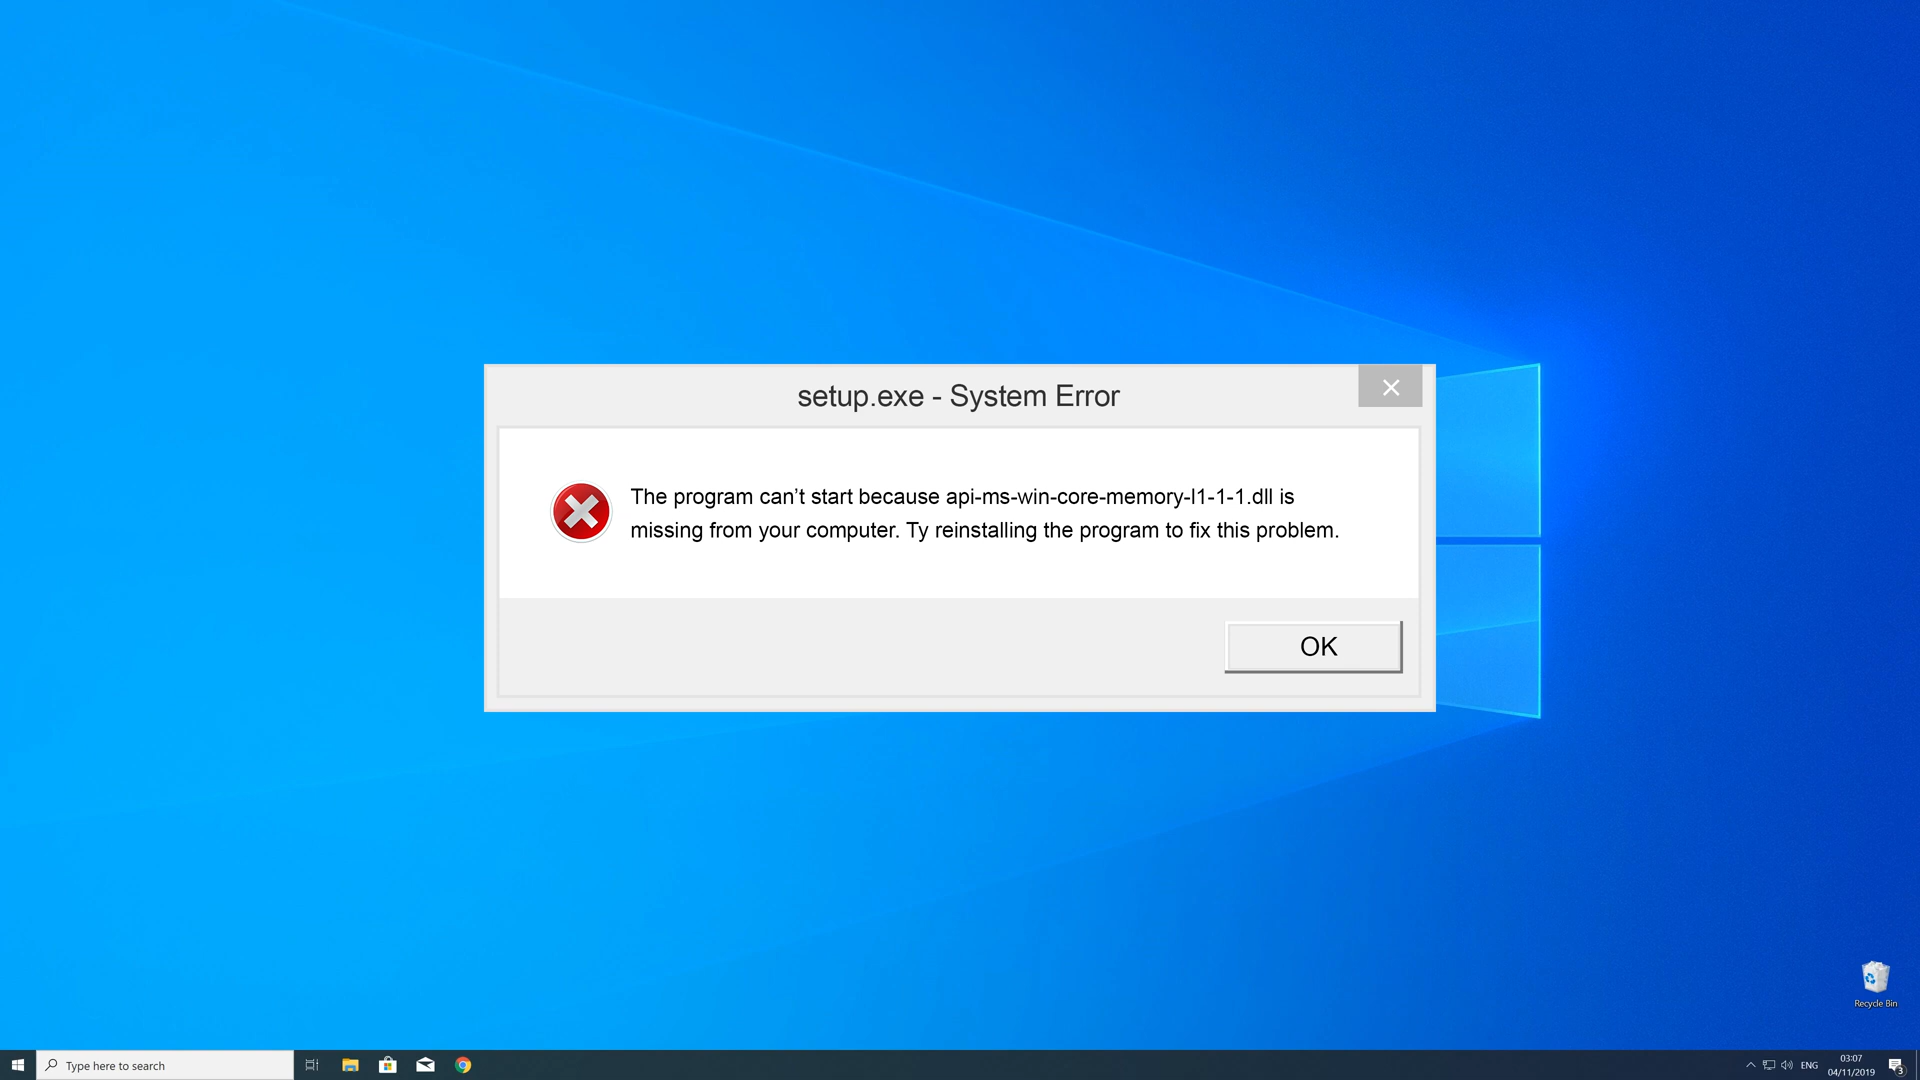 setup.exe - System Error
The program can’t start because api-ms-win-core-memory-l1-1-1.dll is
missing from your computer. Ty reinstalling the program to fix this problem.
OK
Recycle Bin
Type here to search
ENG
03:07
04/11/2019
3